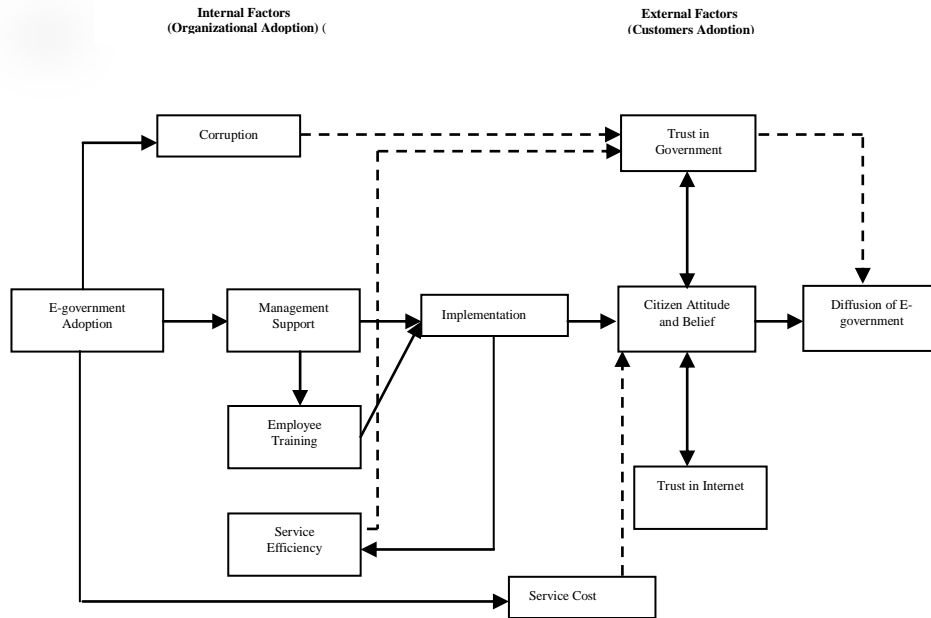 Internal Factors
(Organizational Adoption) (
External Factors
(Customers Adoption)
Corruption
Trust in
Government
E-government
Adoption
Management
Support
Implementation
Citizen Attitude
and Belief
Diffusion of E-
government
Employee
Training
Trust in Internet
Service
Efficiency
Service Cost